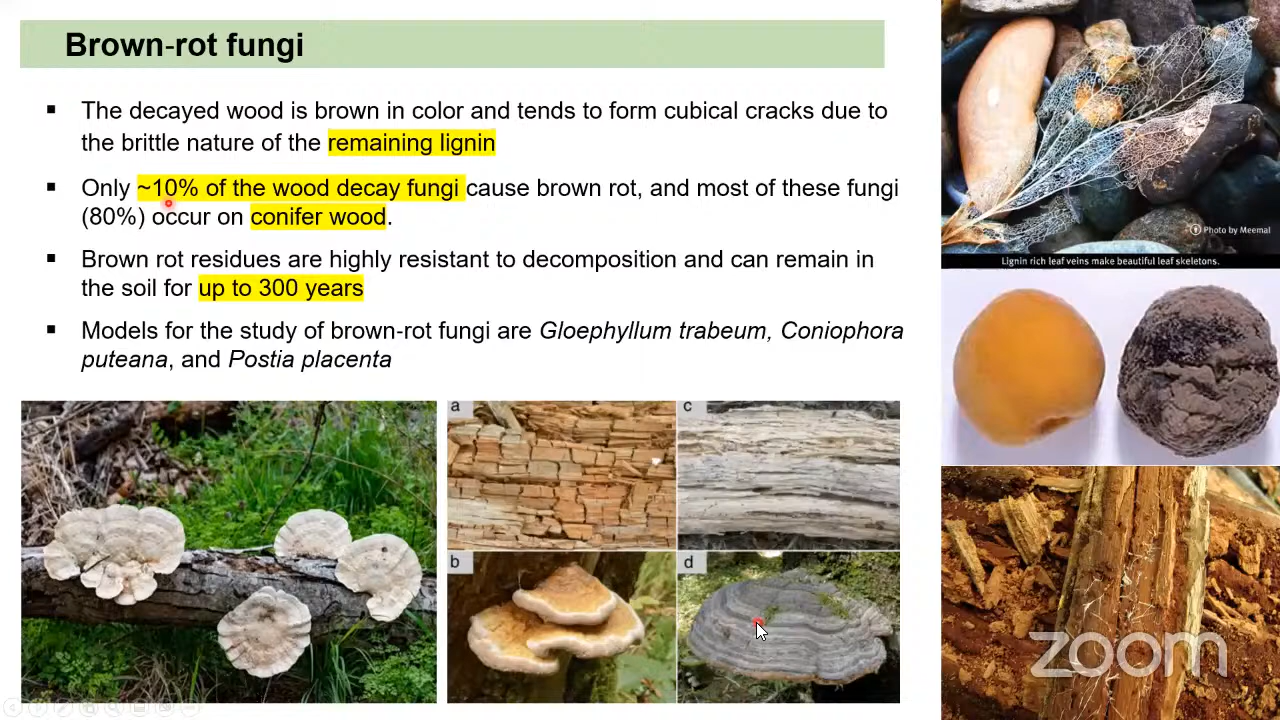 Brown-rot fungi
▪ The decayed wood is brown in color and tends to form cubical cracks due to
the brittle nature of the remaining lignin
▪ Only ~10% of the wood decay fungi cause brown rot, and most of these fungi
(80%) occur on conifer wood.
▪ Brown rot residues are highly resistant to decomposition and can remain in
the soil for up to 300 years
▪ Models for the study of brown-rot fungi are Gloephyllum trabeum, Coniophora
puteana, and Postia placenta
a
c
b
d
Photo by Meemal
Lignin rich leaf veins make beautiful leaf skeletons.
zoom